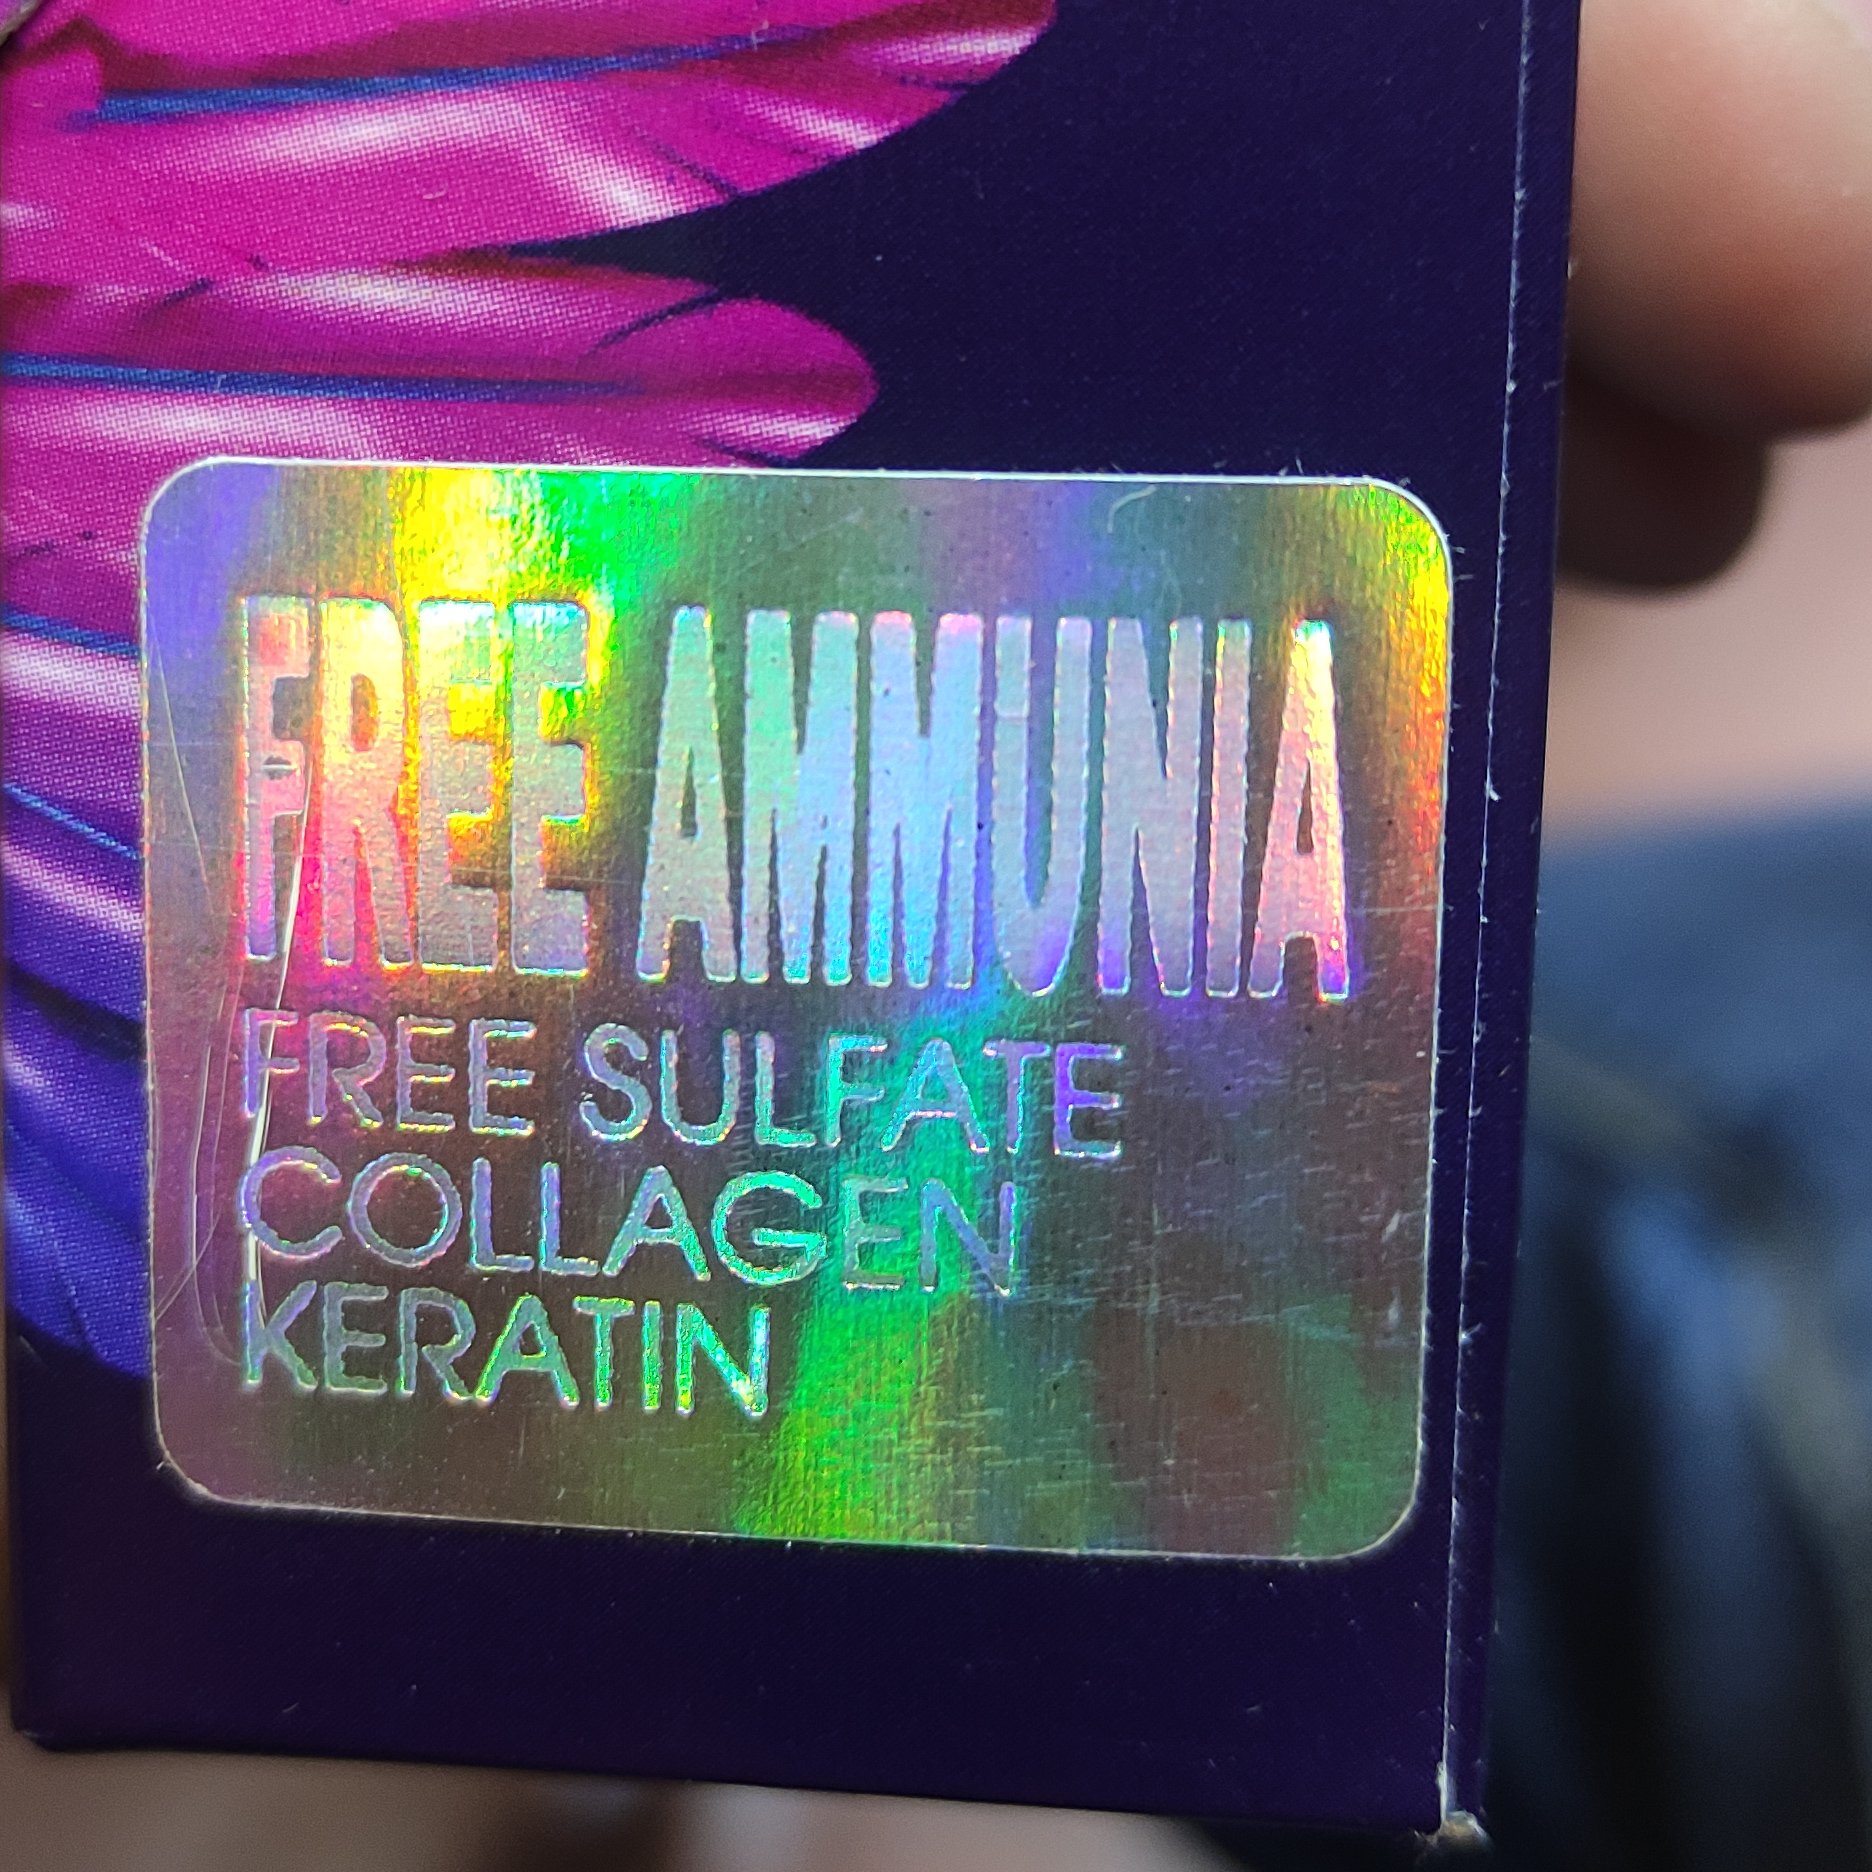 FREE AMMUNIA
FREE SULFATE
COLLAGEN
KERATIN